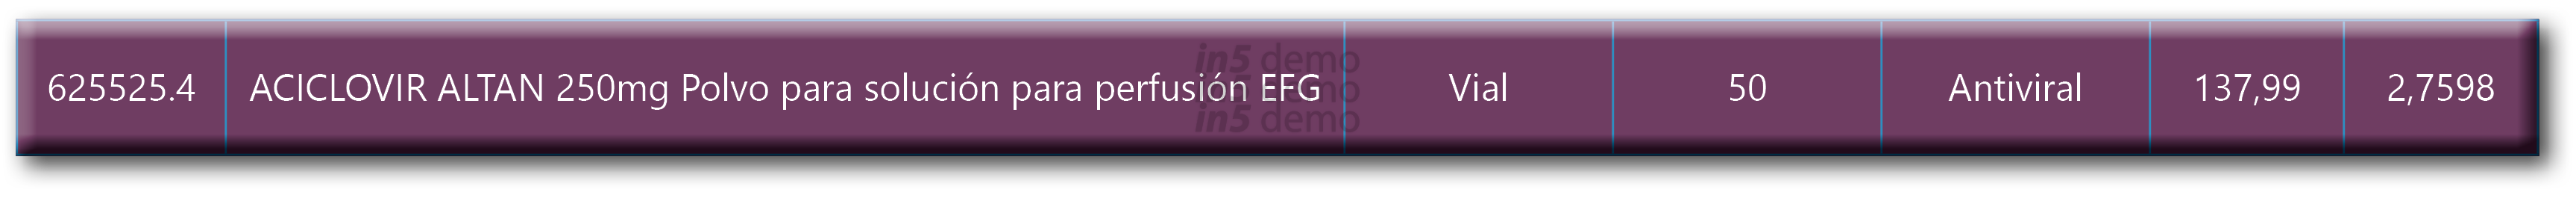 625525.4 ACICLOVIR ALTAN 250mg Polvo para solución para perfusión EFG Vial 50 Antiviral 137,99 2,7598
in5 demo
in5 demo
in5 demo